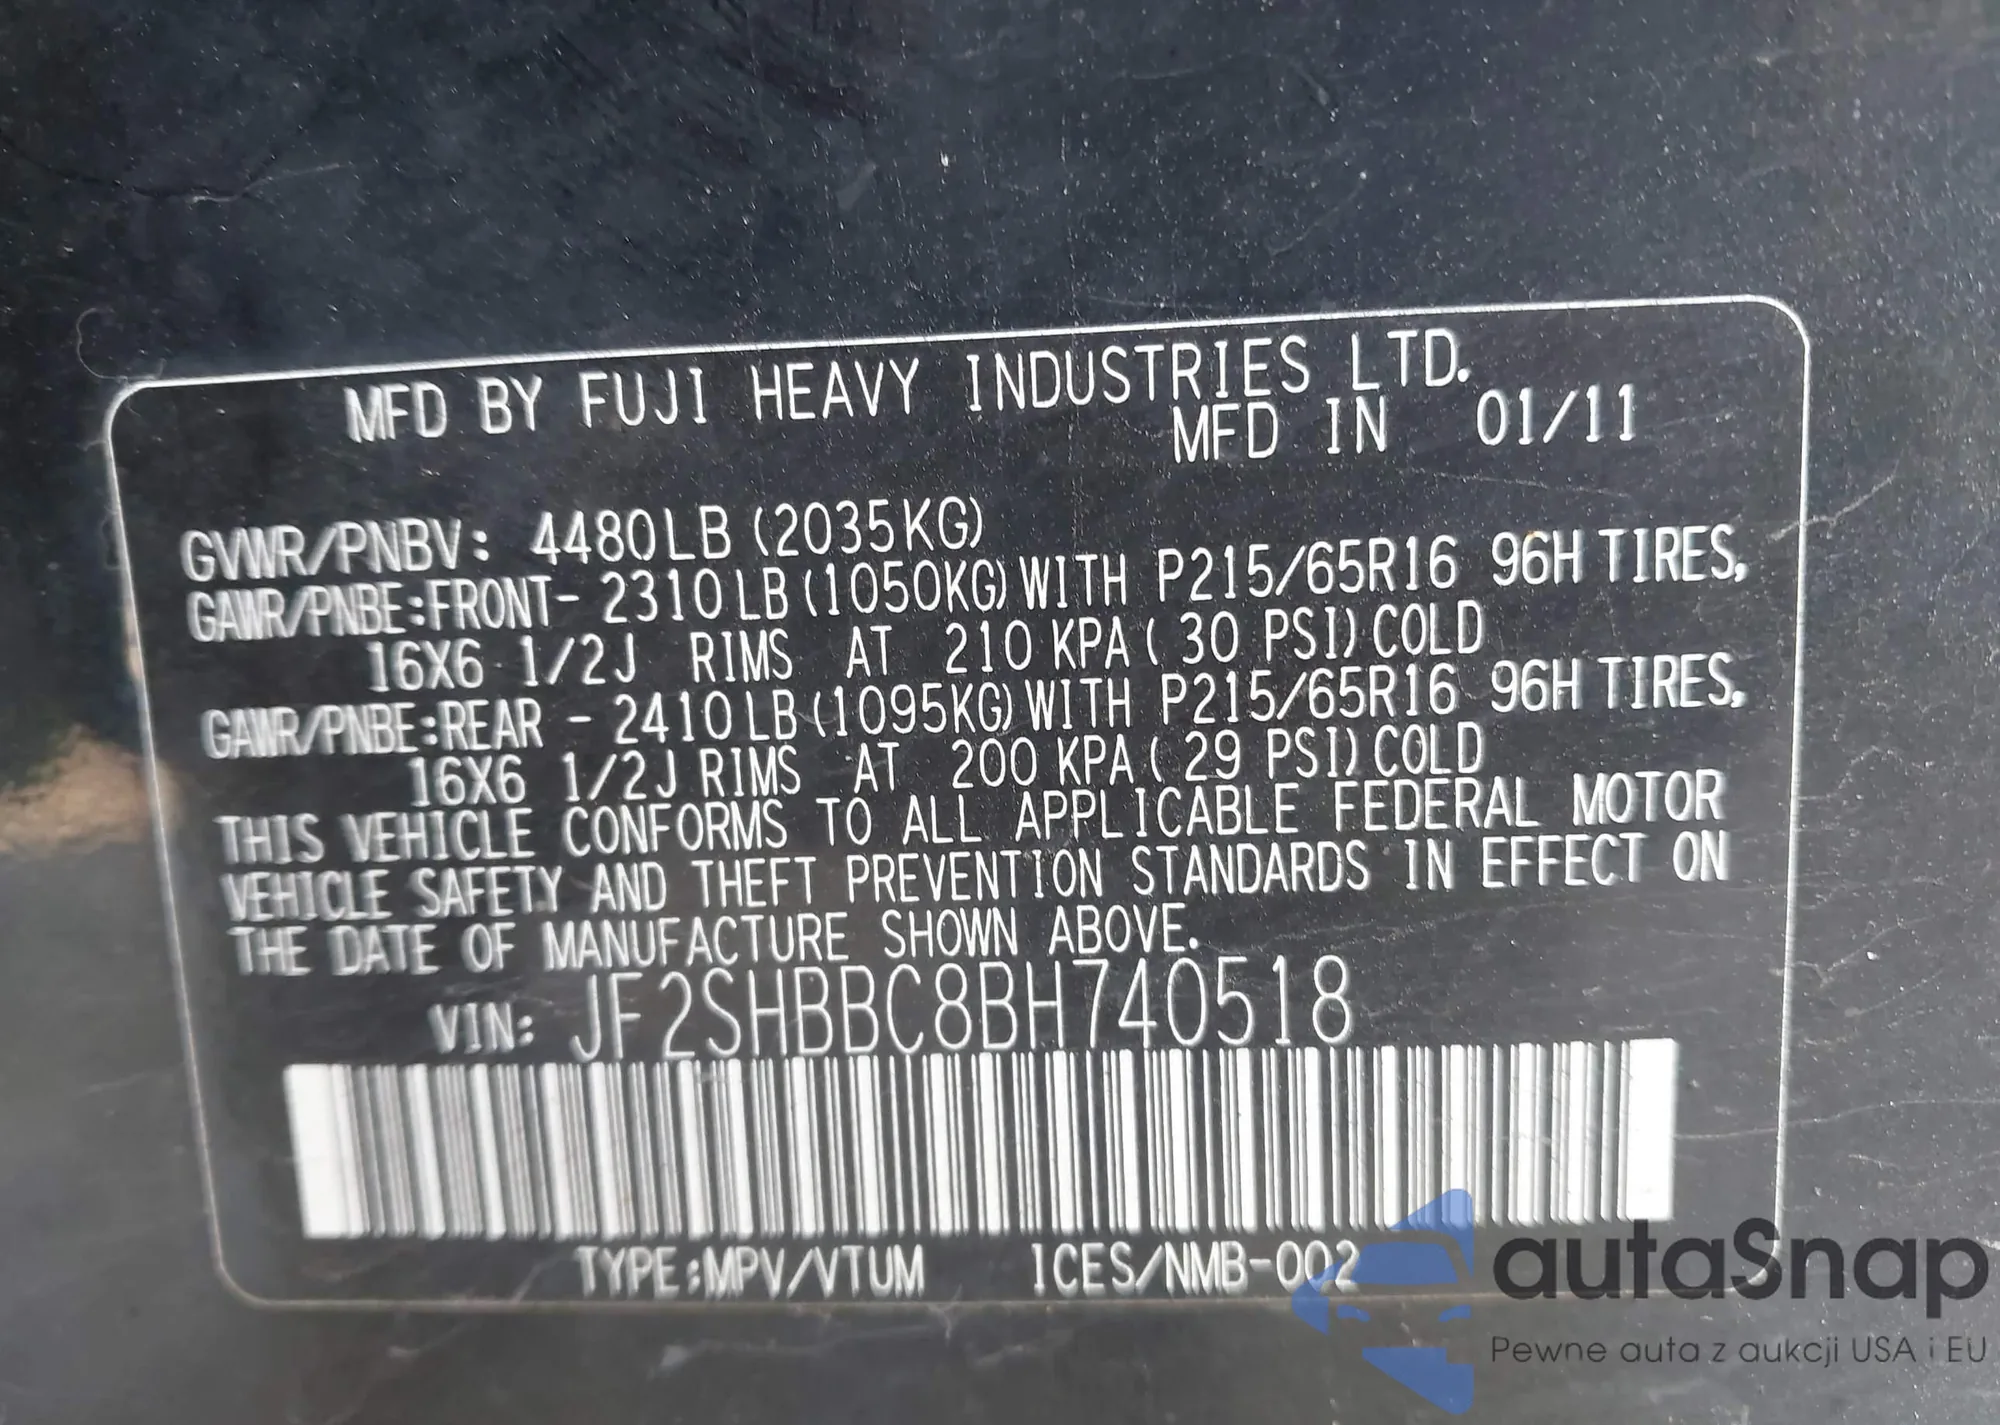 MFD BY FUJI HEAVY INDUSTRIES LTD.
MFD IN 01/11
GVWR/PNBV: 4480LB (2035KG)
GAWR/PNBE:FRONT- 2310LB (1050KG) WITH P215/65R16 96H TIRES,
16X6 1/2J RIMS AT 210 KPA ( 30 PSI) COLD
GAWR/PNBE:REAR - 2410LB (1095KG) WITH P215/65R16 96H TIRES,
16X6 1/2J RIMS AT 200 KPA ( 29 PSI) COLD
THIS VEHICLE CONFORMS TO ALL APPLICABLE FEDERAL MOTOR
VEHICLE SAFETY AND THEFT PREVENTION STANDARDS IN EFFECT ON
THE DATE OF MANUFACTURE SHOWN ABOVE.
VIN: JF2SHBBC8BH740518
TYPE:MPV/VTUM ICES/NMB-002
autaSnap
Pewne auta z aukcji USA i EU